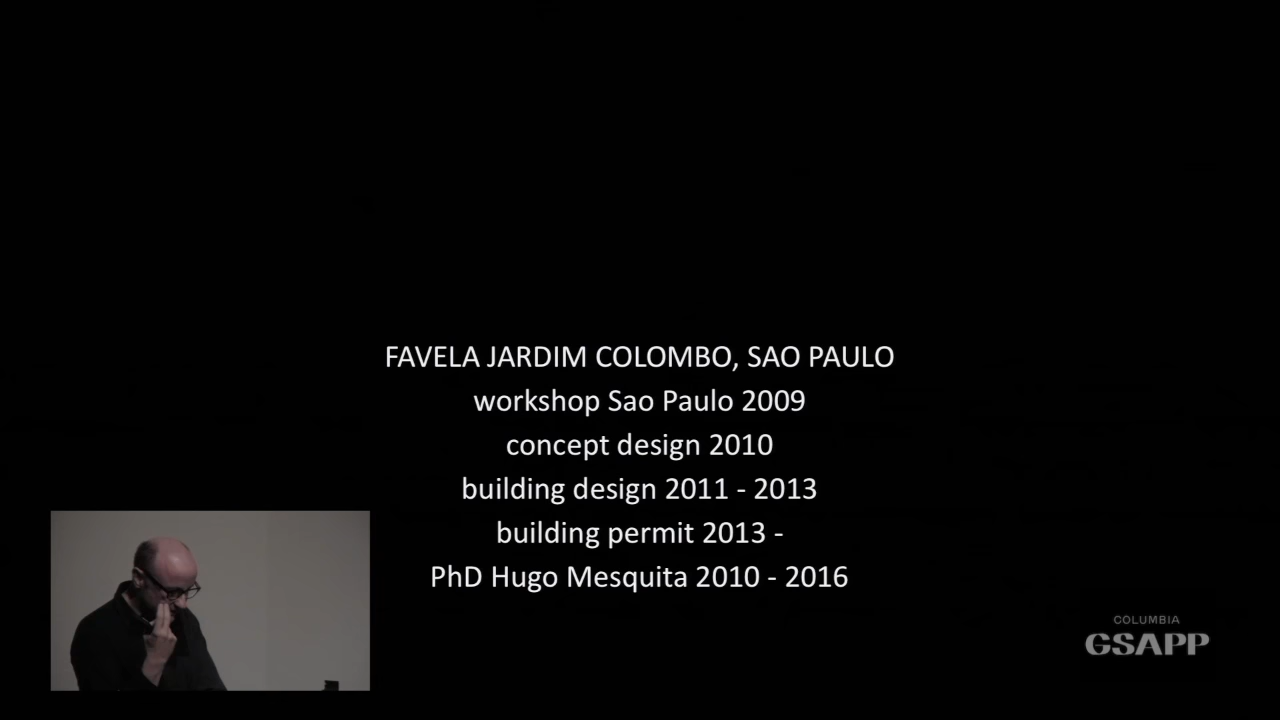 FAVELA JARDIM COLOMBO, SAO PAULO
workshop Sao Paulo 2009
concept design 2010
building design 2011 - 2013
building permit 2013 -
PhD Hugo Mesquita 2010 - 2016
COLUMBIA
GSAPP